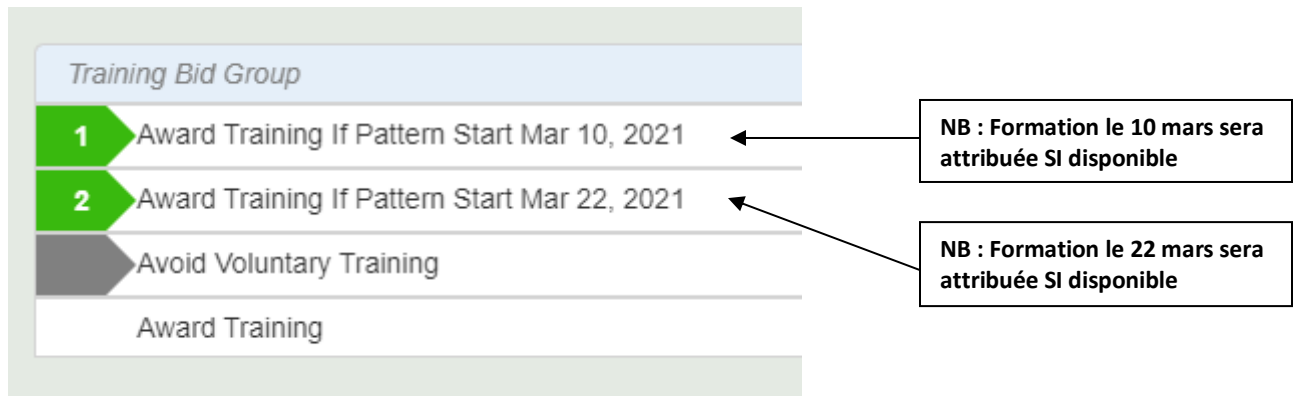 Training Bid Group
1 Award Training If Pattern Start Mar 10, 2021
NB : Formation le 10 mars sera
attribuée SI disponible
2 Award Training If Pattern Start Mar 22, 2021
NB : Formation le 22 mars sera
attribuée SI disponible
Avoid Voluntary Training
Award Training